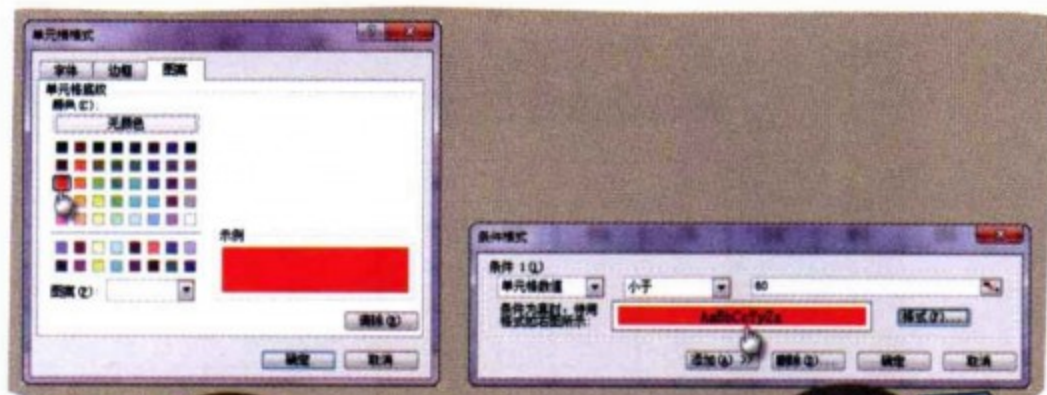 单元格格式
字体 边框 图案
单元格底纹
颜色(C):
无颜色
示例
图案(P):
清除(R)
确定 取消
条件格式
条件 1(1)
单元格数值 小于 60
条件为真时，待用
格式如右图所示:
AaBbCcYyZz
格式(F)...
添加(A) >> 删除(D)... 确定 取消